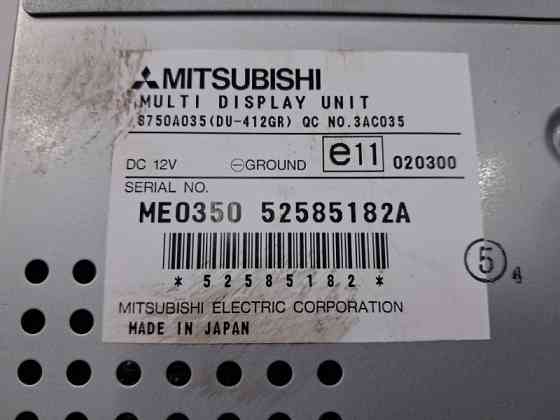 MITSUBISHI
MULTI DISPLAY UNIT
8750A035(DU-412GR) QC NO.3AC035
DC 12V ⊖GROUND e11 020300
SERIAL NO.
ME0350 52585182A
*52585182*
MITSUBISHI ELECTRIC CORPORATION
MADE IN JAPAN
5
4